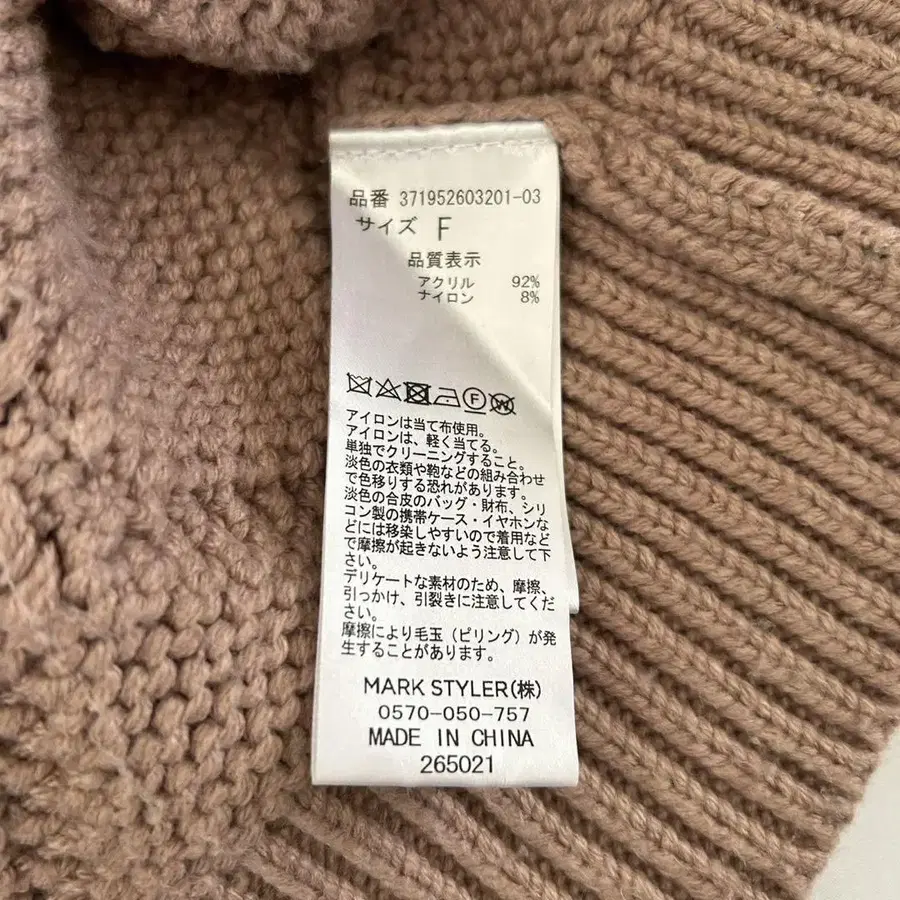 品番 371952603201-03
サイズ F
品質表示
アクリル 92%
ナイロン 8%
F W
アイロンは当て布使用。
アイロンは、軽く当てる。
単独でクリーニングすること。
淡色の衣類や鞄などの組み合わせ
で色移りする恐れがあります。
淡色の合皮のバッグ・財布、シリ
コン製の携帯ケース・イヤホンな
どには移染しやすいので着用など
で摩擦が起きないよう注意して下
さい。
デリケートな素材のため、摩擦、
引っかけ、引裂きに注意してくだ
さい。
摩擦により毛玉（ピリング）が発
生することがあります。
MARK STYLER(株)
0570-050-757
MADE IN CHINA
265021